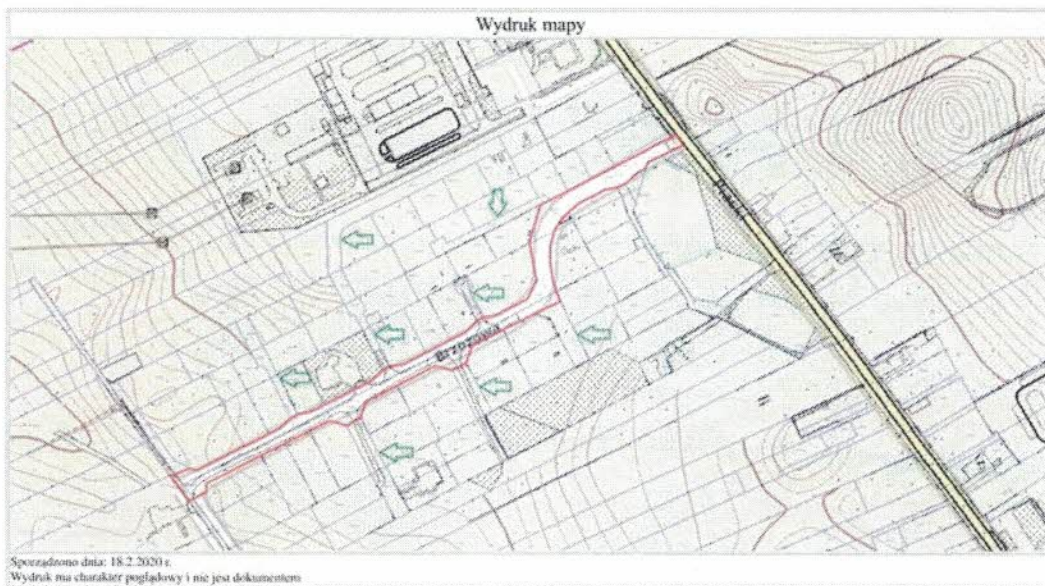 Wydruk mapy
Brzozowa
Sporządzono dnia: 18.2.2020 r.
Wydruk ma charakter poglądowy i nie jest dokumentem